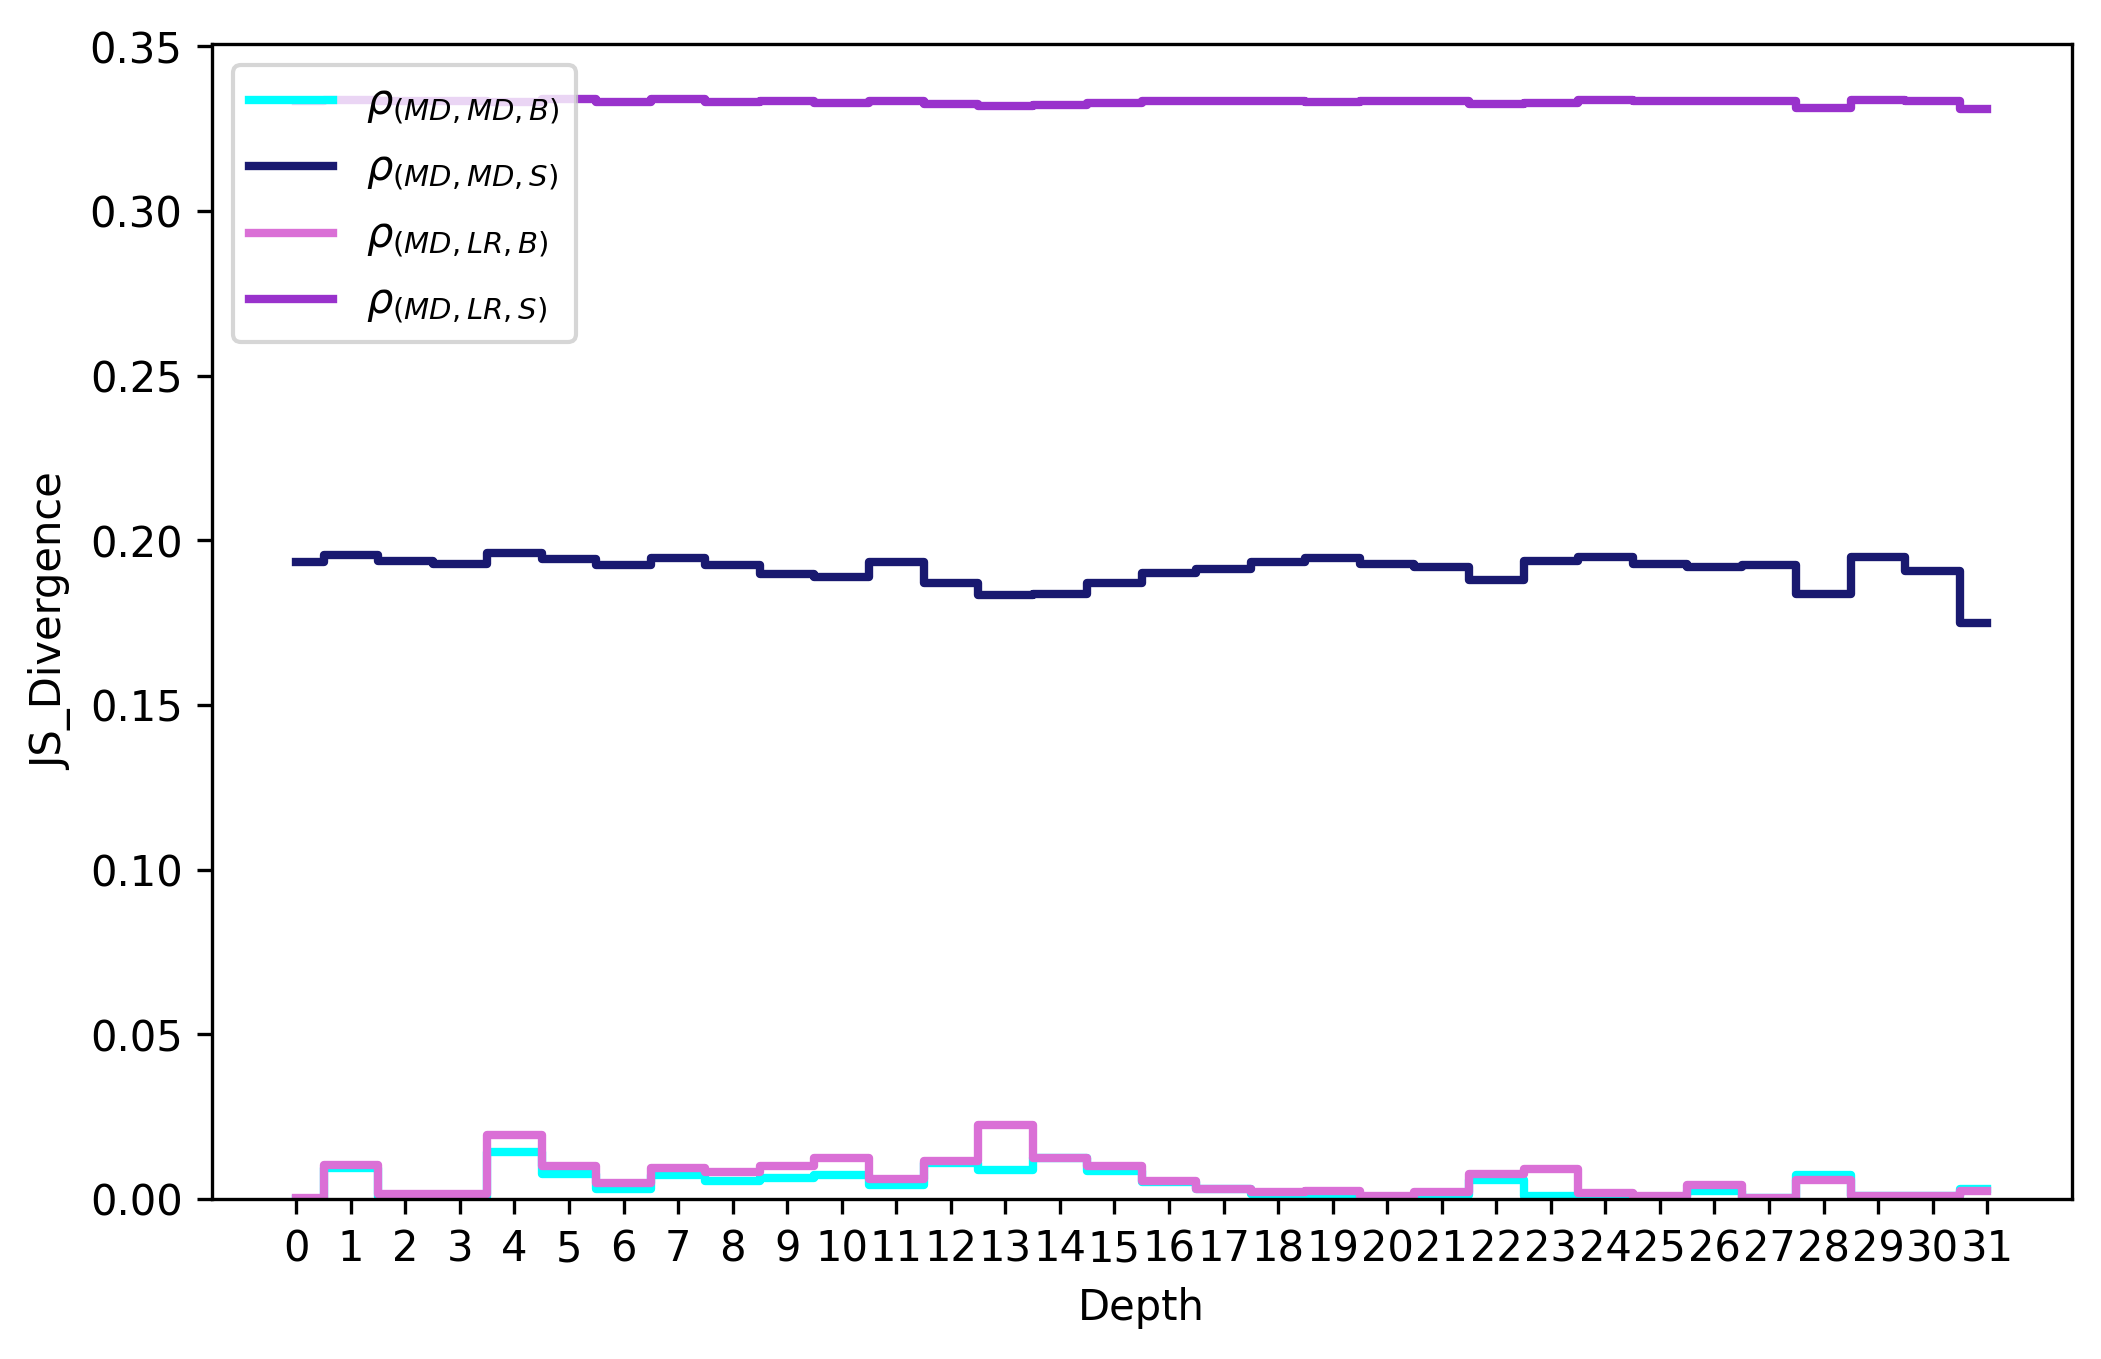 0.35
0.30
0.25
0.20
0.15
0.10
0.05
0.00
JS_Divergence
ρ(MD, MD, B)
ρ(MD, MD, S)
ρ(MD, LR, B)
ρ(MD, LR, S)
0 1 2 3 4 5 6 7 8 9 10 11 12 13 14 15 16 17 18 19 20 21 22 23 24 25 26 27 28 29 30 31
Depth